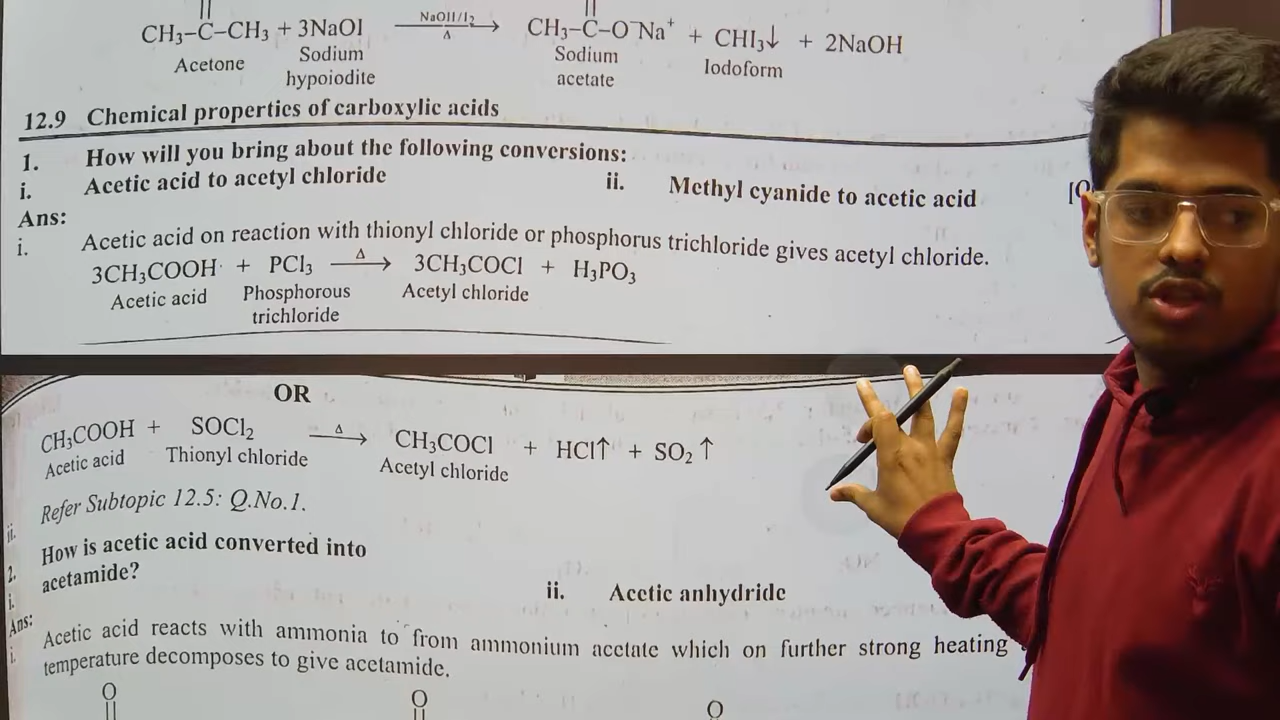 O
CH₃–C–CH₃ + 3NaOI NaOH/I₂ Δ ⟶ CH₃–C–O⁻Na⁺ + CHI₃↓ + 2NaOH
Acetone Sodium hypoiodite Sodium acetate Iodoform
12.9 Chemical properties of carboxylic acids
1. How will you bring about the following conversions:
i. Acetic acid to acetyl chloride ii. Methyl cyanide to acetic acid
Ans:
i. Acetic acid on reaction with thionyl chloride or phosphorus trichloride gives acetyl chloride.
3CH₃COOH + PCl₃ Δ ⟶ 3CH₃COCl + H₃PO₃
Acetic acid Phosphorous trichloride Acetyl chloride
OR
CH₃COOH + SOCl₂ Δ ⟶ CH₃COCl + HCl↑ + SO₂↑
Acetic acid Thionyl chloride Acetyl chloride
ii. Refer Subtopic 12.5: Q.No.1.
2. How is acetic acid converted into
i. acetamide? ii. Acetic anhydride
Ans:
i. Acetic acid reacts with ammonia to from ammonium acetate which on further strong heating
temperature decomposes to give acetamide.
O O O